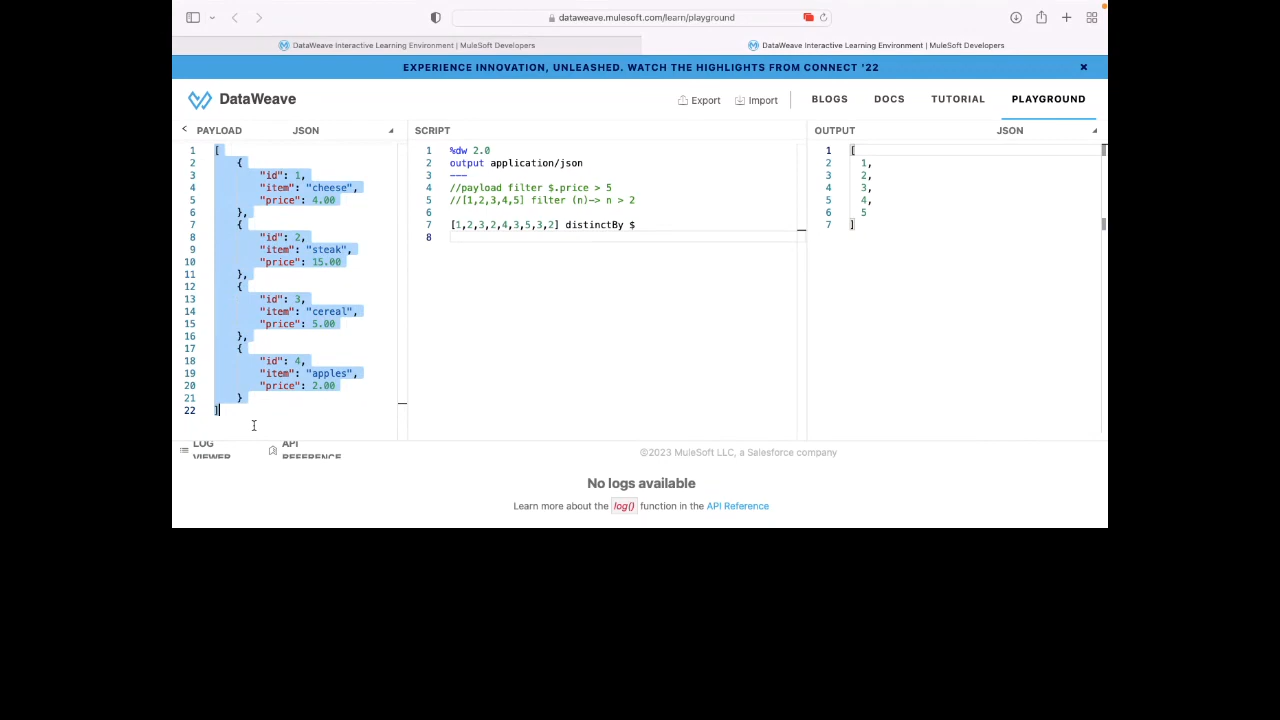 dataweave.mulesoft.com/learn/playground
DataWeave Interactive Learning Environment | MuleSoft Developers
DataWeave Interactive Learning Environment | MuleSoft Developers
EXPERIENCE INNOVATION, UNLEASHED. WATCH THE HIGHLIGHTS FROM CONNECT '22 ×
DataWeave
Export Import BLOGS DOCS TUTORIAL PLAYGROUND
< PAYLOAD JSON
1 [
2 {
3 "id": 1,
4 "item": "cheese",
5 "price": 4.00
6 },
7 {
8 "id": 2,
9 "item": "steak",
10 "price": 15.00
11 },
12 {
13 "id": 3,
14 "item": "cereal",
15 "price": 5.00
16 },
17 {
18 "id": 4,
19 "item": "apples",
20 "price": 2.00
21 }
22 ]
SCRIPT
1 %dw 2.0
2 output application/json
3 ---
4 //payload filter $.price > 5
5 //[1,2,3,4,5] filter (n)-> n > 2
6
7 [1,2,3,2,4,3,5,3,2] distinctBy $
8
OUTPUT JSON
1 [
2 1,
3 2,
4 3,
5 4,
6 5
7 ]
LOG
VIEWER
API
REFERENCE
©2023 MuleSoft LLC, a Salesforce company
No logs available
Learn more about the log() function in the API Reference